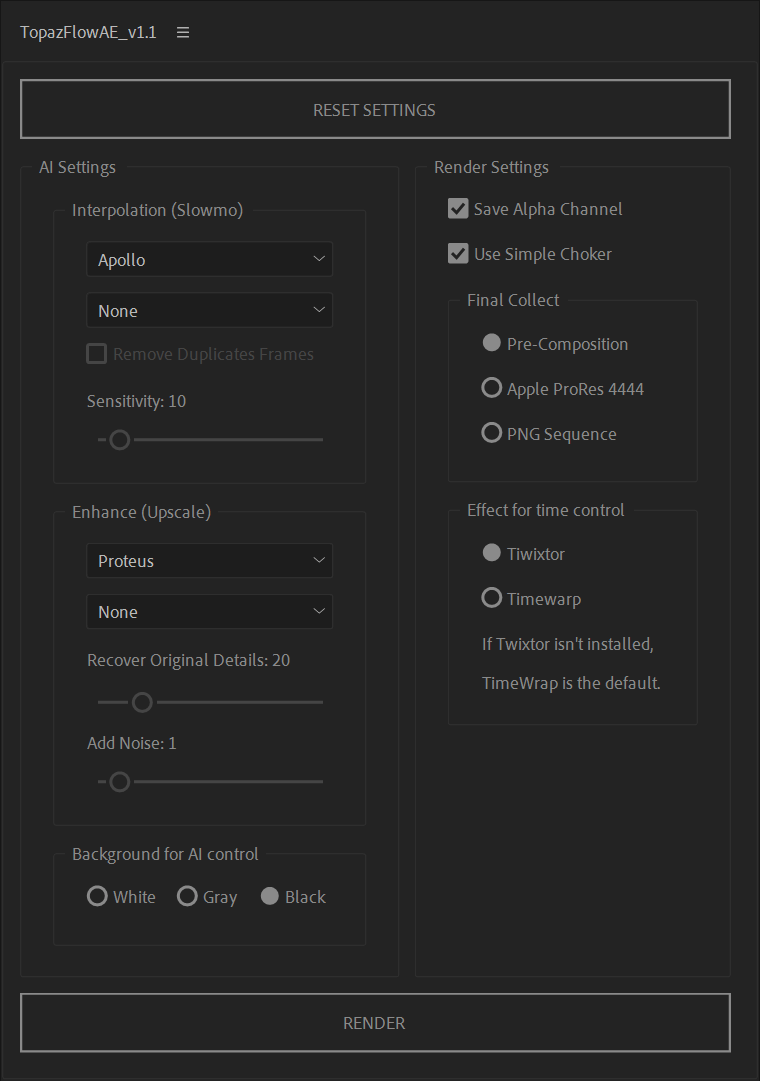 TopazFlowAE_v1.1
RESET SETTINGS
AI Settings
Interpolation (Slowmo)
Apollo
None
Remove Duplicates Frames
Sensitivity: 10
Enhance (Upscale)
Proteus
None
Recover Original Details: 20
Add Noise: 1
Background for AI control
White
Gray
Black
Render Settings
Save Alpha Channel
Use Simple Choker
Final Collect
Pre-Composition
Apple ProRes 4444
PNG Sequence
Effect for time control
Tiwixtor
Timewarp
If Twixtor isn't installed,
TimeWrap is the default.
RENDER